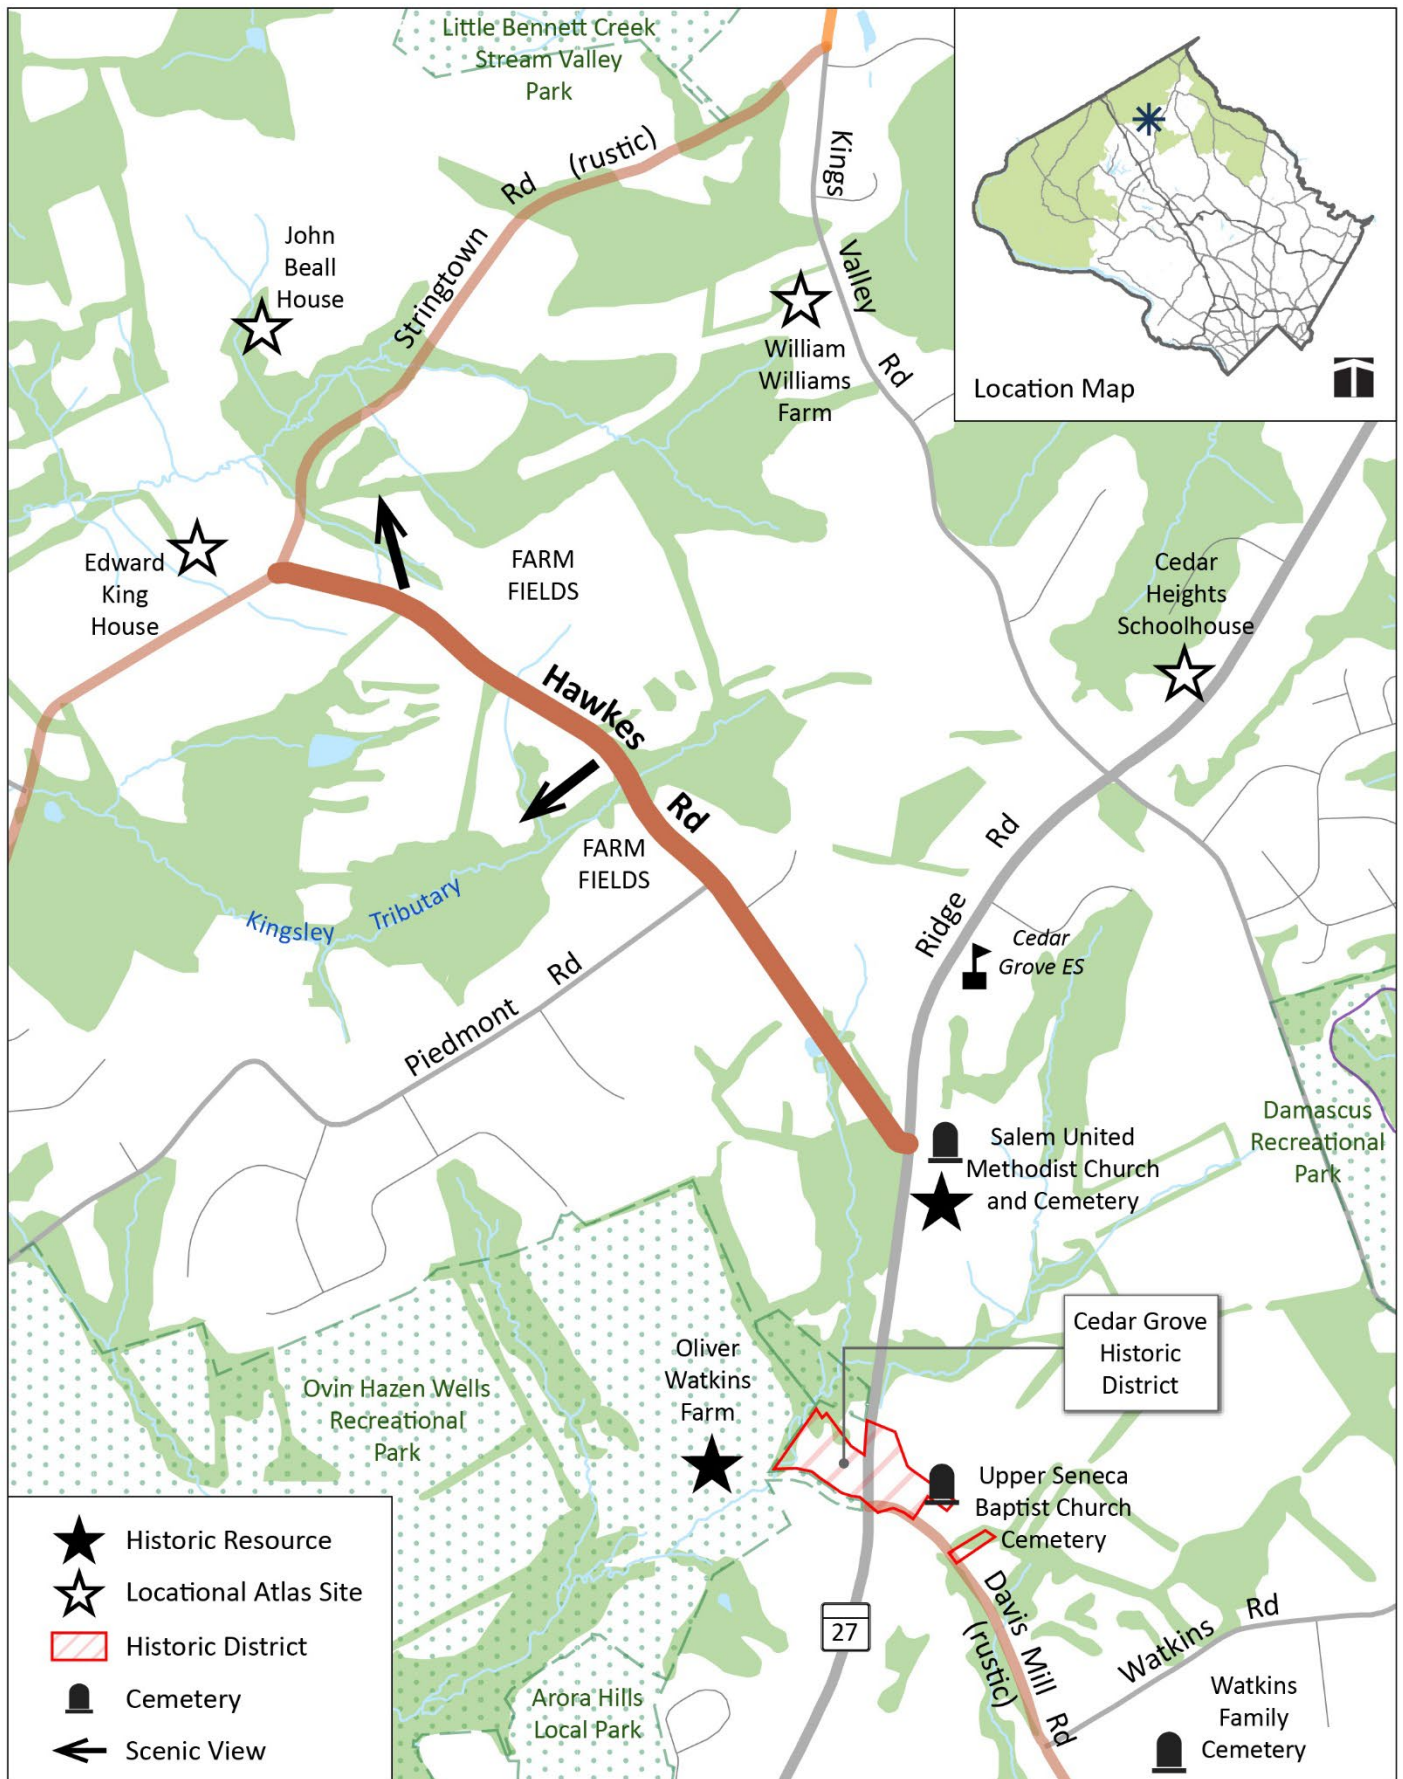 Little Bennett Creek
Stream Valley
Park
Stringtown Rd (rustic)
Kings Valley Rd
Location Map
John
Beall
House
William
Williams
Farm
Edward
King
House
FARM
FIELDS
Cedar
Heights
Schoolhouse
Hawkes Rd
FARM
FIELDS
Kingsley Tributary
Ridge Rd
Cedar
Grove ES
Piedmont Rd
Damascus
Recreational
Park
Salem United
Methodist Church
and Cemetery
Cedar Grove
Historic
District
Oliver
Watkins
Farm
Ovin Hazen Wells
Recreational
Park
Upper Seneca
Baptist Church
Cemetery
Davis Mill Rd
(rustic)
27
Watkins Rd
Watkins
Family
Cemetery
Arora Hills
Local Park
Historic Resource
Locational Atlas Site
Historic District
Cemetery
Scenic View